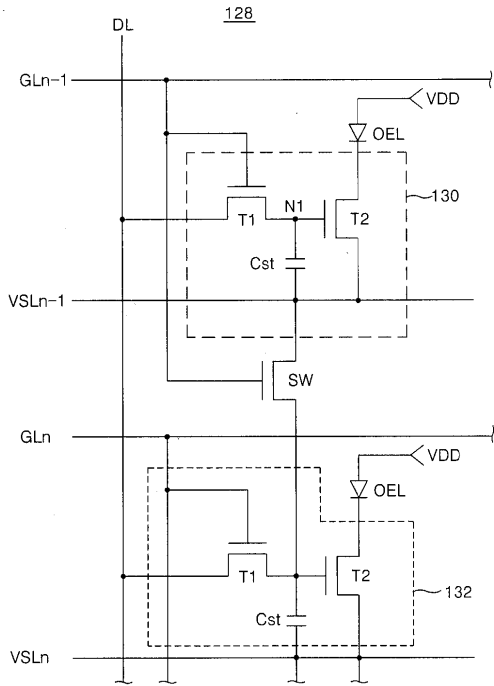 128
DL
GLn-1
VDD
OEL
130
T1
N1
T2
Cst
VSLn-1
SW
GLn
VDD
OEL
T1
T2
132
Cst
VSLn